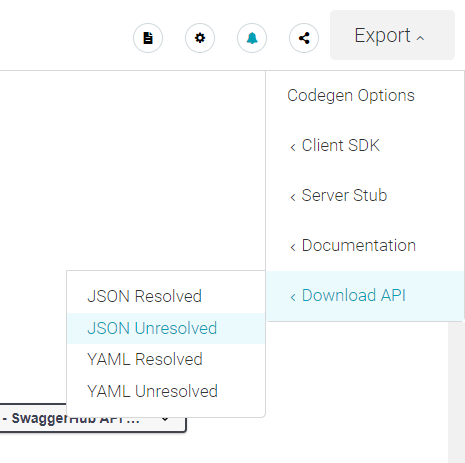 Export
Codegen Options
Client SDK
Server Stub
Documentation
Download API
JSON Resolved
JSON Unresolved
YAML Resolved
YAML Unresolved
- SwaggerHub API ...